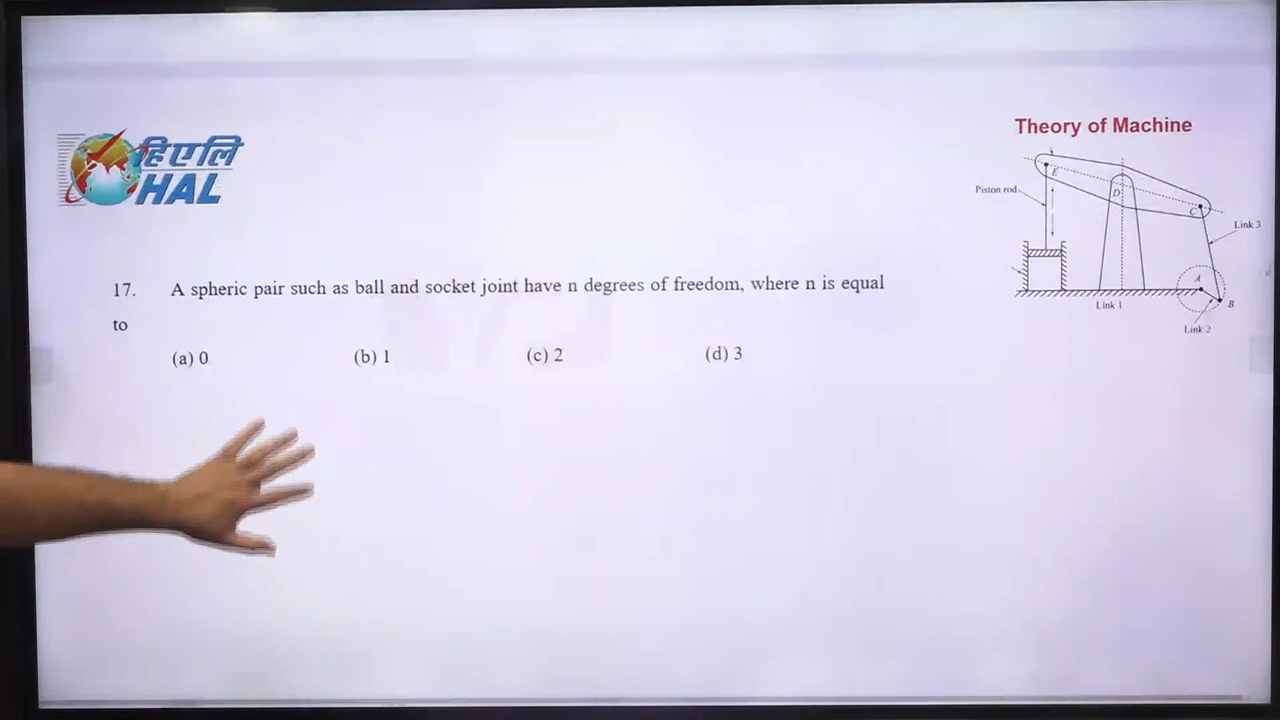 हिएलि
HAL
Theory of Machine
E
D
C
Piston rod
Link 3
A
B
Link 1
Link 2
17. A spheric pair such as ball and socket joint have n degrees of freedom, where n is equal
to
(a) 0 (b) 1 (c) 2 (d) 3